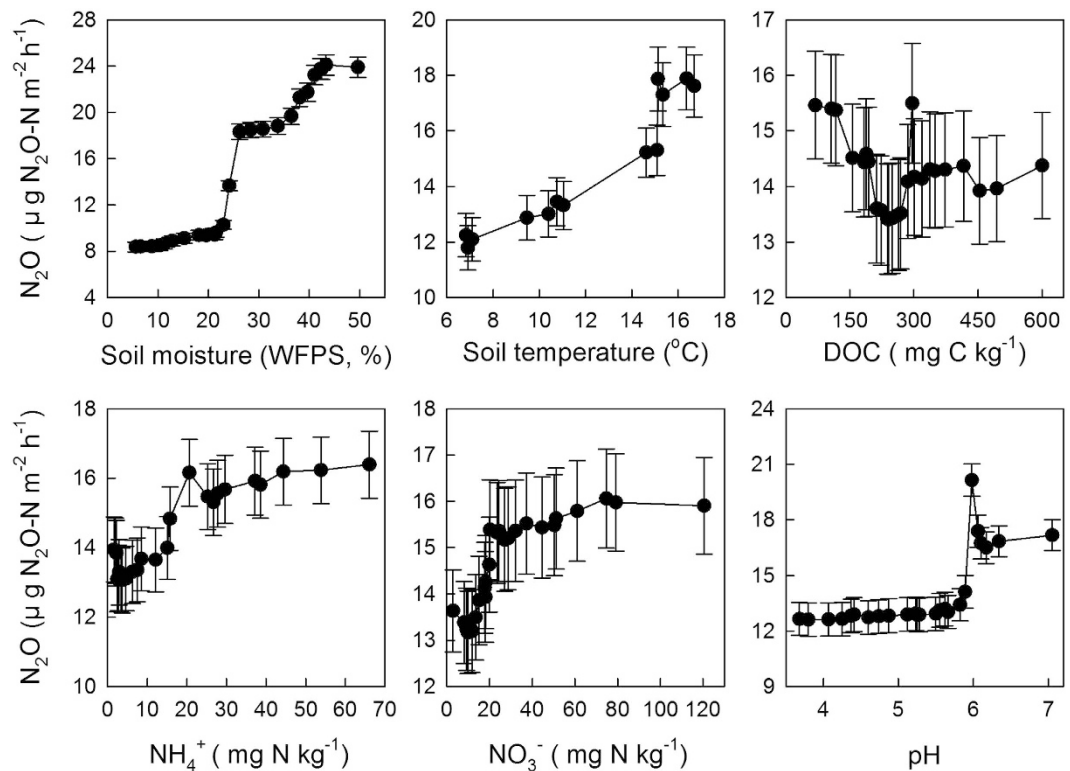 N₂O ( µ g N₂O-N m⁻² h⁻¹)
28
24
20
16
12
8
4
0 10 20 30 40 50
Soil moisture (WFPS, %)
20
18
16
14
12
10
6 8 10 12 14 16 18
Soil temperature (°C)
17
16
15
14
13
12
0 150 300 450 600
DOC ( mg C kg⁻¹)
N₂O (µ g N₂O-N m⁻² h⁻¹)
18
16
14
12
10
0 10 20 30 40 50 60 70
NH₄⁺ ( mg N kg⁻¹)
18
17
16
15
14
13
12
0 20 40 60 80 100 120
NO₃⁻ ( mg N kg⁻¹)
24
21
18
15
12
9
4 5 6 7
pH